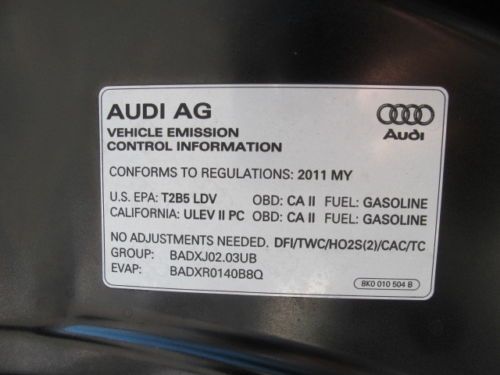 AUDI AG
Audi
VEHICLE EMISSION
CONTROL INFORMATION
CONFORMS TO REGULATIONS: 2011 MY
U.S. EPA: T2B5 LDV OBD: CA II FUEL: GASOLINE
CALIFORNIA: ULEV II PC OBD: CA II FUEL: GASOLINE
NO ADJUSTMENTS NEEDED. DFI/TWC/HO2S(2)/CAC/TC
GROUP: BADXJ02.03UB
EVAP: BADXR0140B8Q
8K0 010 504 B